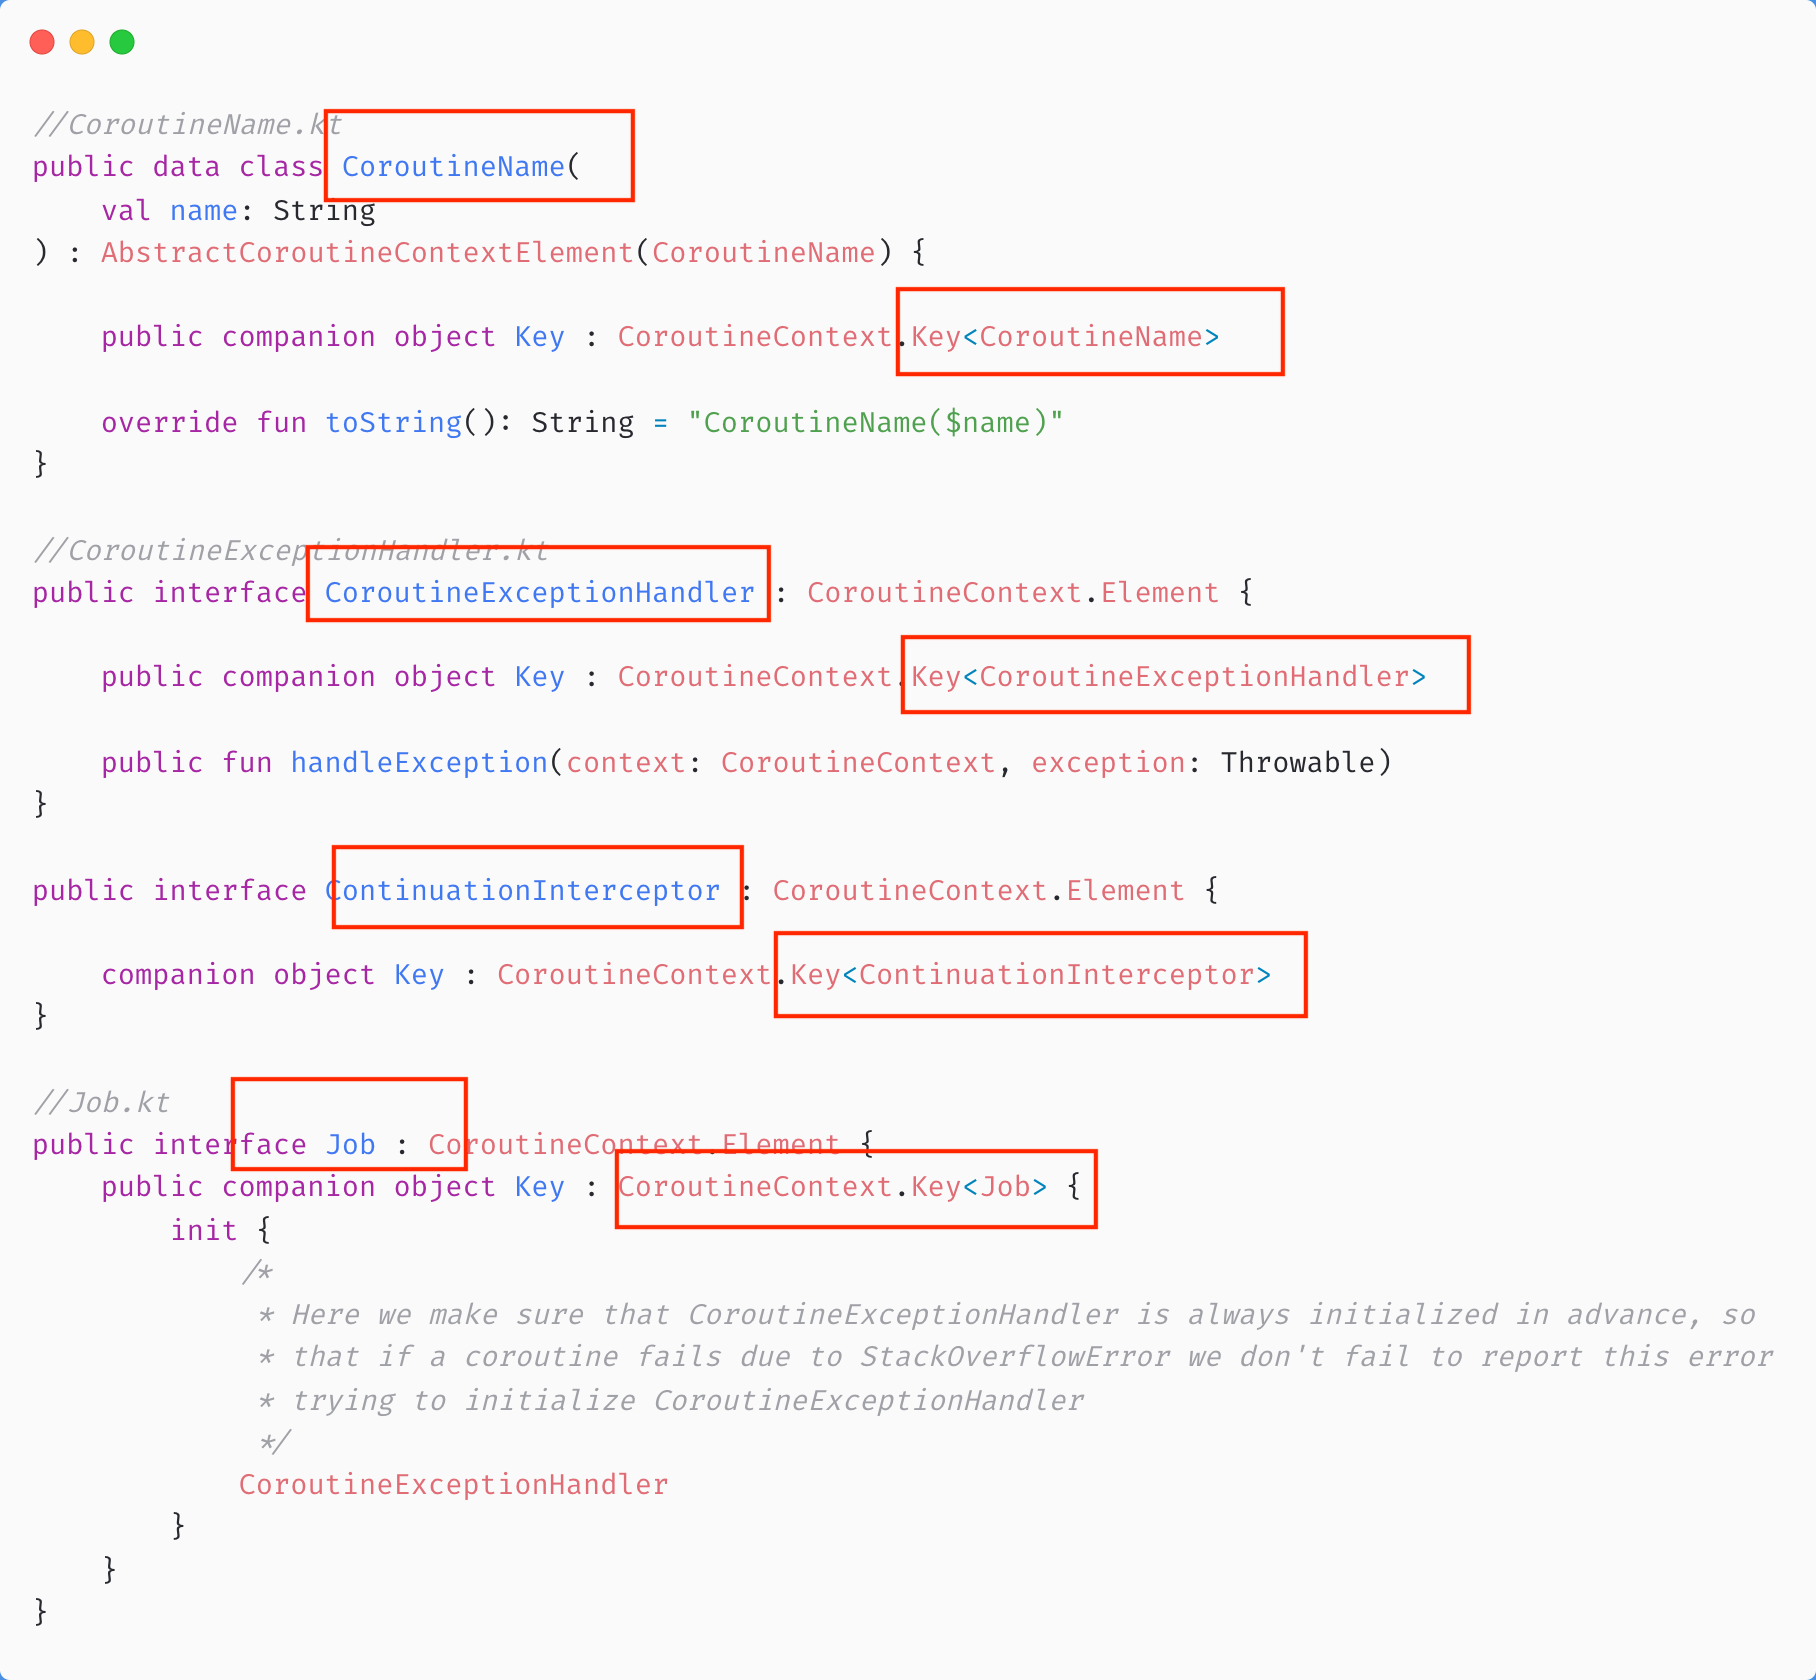 //CoroutineName.kt
public data class CoroutineName(
    val name: String
) : AbstractCoroutineContextElement(CoroutineName) {
    public companion object Key : CoroutineContext.Key<CoroutineName>
    override fun toString(): String = "CoroutineName($name)"
}
//CoroutineExceptionHandler.kt
public interface CoroutineExceptionHandler : CoroutineContext.Element {
    public companion object Key : CoroutineContext.Key<CoroutineExceptionHandler>
    public fun handleException(context: CoroutineContext, exception: Throwable)
}
public interface ContinuationInterceptor : CoroutineContext.Element {
    companion object Key : CoroutineContext.Key<ContinuationInterceptor>
}
//Job.kt
public interface Job : CoroutineContext.Element {
    public companion object Key : CoroutineContext.Key<Job> {
        init {
            /*
             * Here we make sure that CoroutineExceptionHandler is always initialized in advance, so
             * that if a coroutine fails due to StackOverflowError we don't fail to report this error
             * trying to initialize CoroutineExceptionHandler
             */
            CoroutineExceptionHandler
        }
    }
}